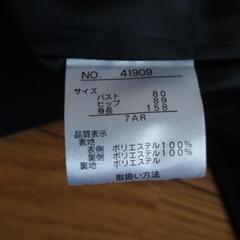 NO. 41909
サイズ
バスト 80
ヒップ 89
身長 158
7AR
品質表示
表地
表側 ポリエステル100%
裏側 ポリエステル100%
裏地 ポリエステル
取扱い方法